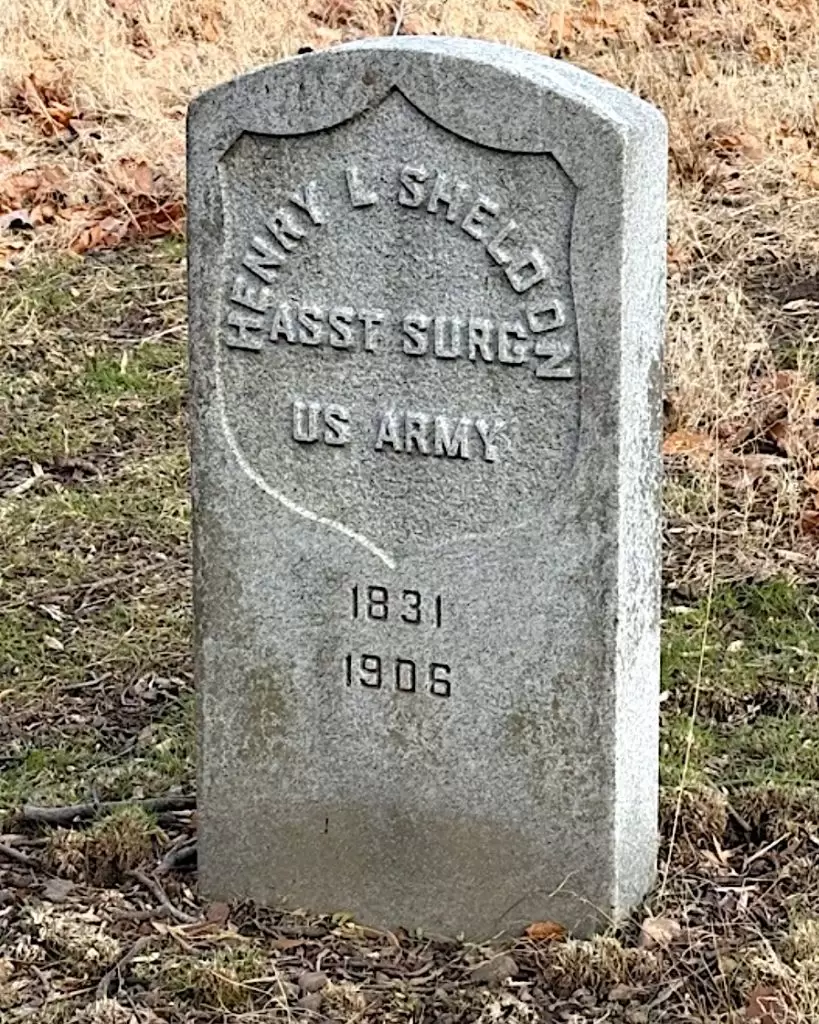 HENRY L SHELDON
ASST SURGN
US ARMY
1831
1906